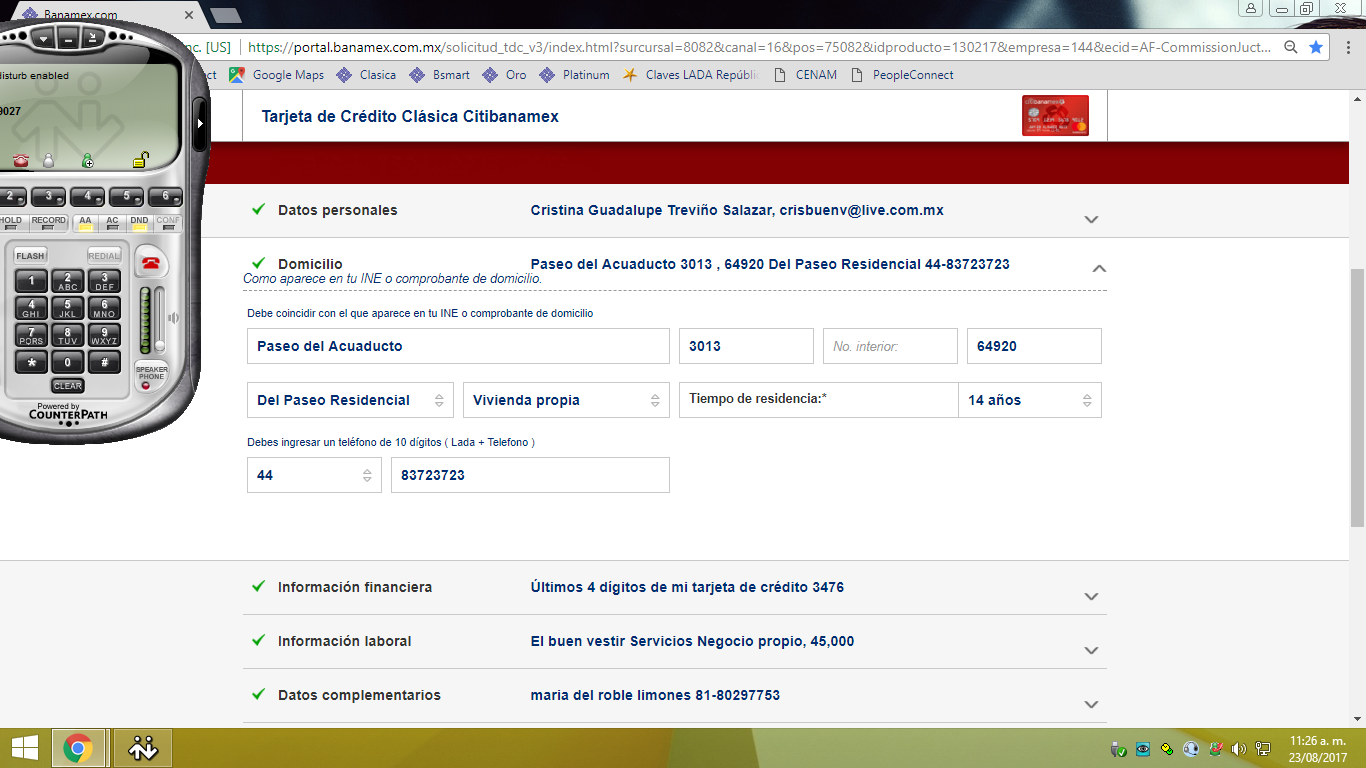 Banamex.com
nc. [US]
https://portal.banamex.com.mx/solicitud_tdc_v3/index.html?surcursal=8082&canal=16&pos=75082&idproducto=130217&empresa=144&ecid=AF-CommissionJuct...
ct Google Maps Clasica Bsmart Oro Platinum Claves LADA Repúbli CENAM PeopleConnect
isturb enabled
9027
2 3 4 5 6
HOLD RECORD AA AC DND CONF
FLASH REDIAL
1 2 ABC 3 DEF
4 GHI 5 JKL 6 MNO
7 PQRS 8 TUV 9 WXYZ
* 0 #
CLEAR
SPEAKER PHONE
Powered by
COUNTERPATH
Tarjeta de Crédito Clásica Citibanamex
Datos personales Cristina Guadalupe Treviño Salazar, crisbuenv@live.com.mx
Domicilio Paseo del Acuaducto 3013 , 64920 Del Paseo Residencial 44-83723723
Como aparece en tu INE o comprobante de domicilio.
Debe coincidir con el que aparece en tu INE o comprobante de domicilio
Paseo del Acuaducto 3013 No. interior: 64920
Del Paseo Residencial Vivienda propia Tiempo de residencia:* 14 años
Debes ingresar un teléfono de 10 dígitos ( Lada + Telefono )
44 83723723
Información financiera Últimos 4 dígitos de mi tarjeta de crédito 3476
Información laboral El buen vestir Servicios Negocio propio, 45,000
Datos complementarios maria del roble limones 81-80297753
11:26 a. m.
23/08/2017